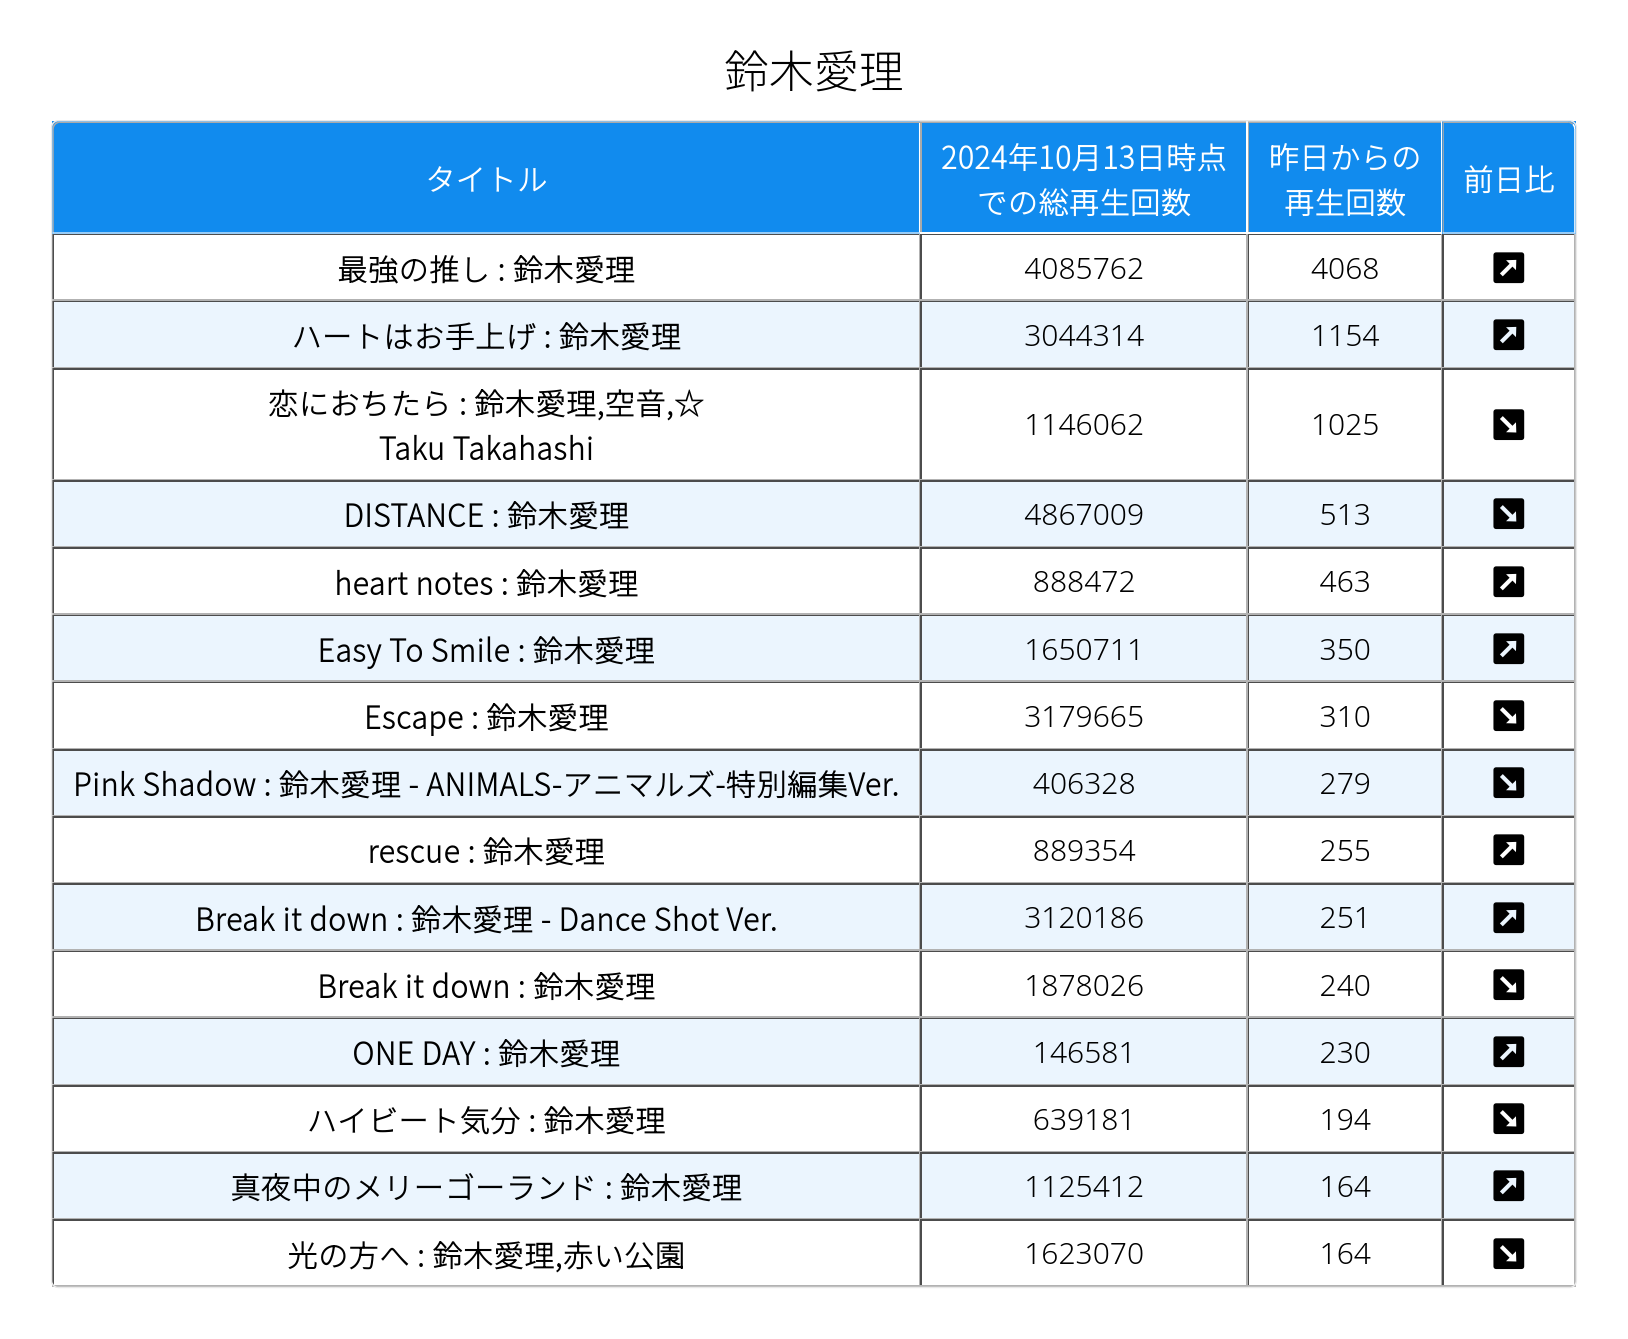 鈴木愛理
タイトル 2024年10月13日時点での総再生回数 昨日からの再生回数 前日比
最強の推し : 鈴木愛理 4085762 4068 ↗
ハートはお手上げ : 鈴木愛理 3044314 1154 ↗
恋におちたら : 鈴木愛理,空音,☆
Taku Takahashi 1146062 1025 ↘
DISTANCE : 鈴木愛理 4867009 513 ↘
heart notes : 鈴木愛理 888472 463 ↗
Easy To Smile : 鈴木愛理 1650711 350 ↗
Escape : 鈴木愛理 3179665 310 ↘
Pink Shadow : 鈴木愛理 - ANIMALS-アニマルズ-特別編集Ver. 406328 279 ↘
rescue : 鈴木愛理 889354 255 ↗
Break it down : 鈴木愛理 - Dance Shot Ver. 3120186 251 ↗
Break it down : 鈴木愛理 1878026 240 ↘
ONE DAY : 鈴木愛理 146581 230 ↗
ハイビート気分 : 鈴木愛理 639181 194 ↘
真夜中のメリーゴーランド : 鈴木愛理 1125412 164 ↗
光の方へ : 鈴木愛理,赤い公園 1623070 164 ↘